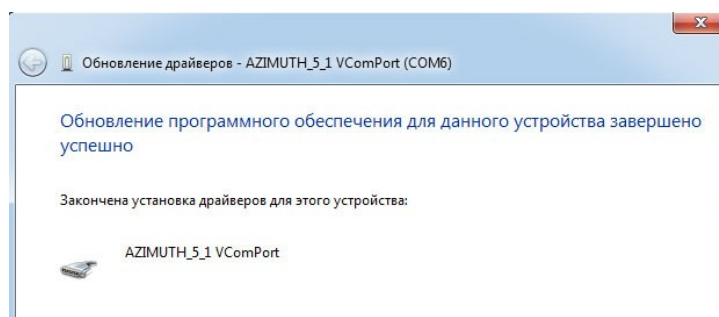 Обновление драйверов - AZIMUTH_5_1 VComPort (COM6)
Обновление программного обеспечения для данного устройства завершено
успешно
Закончена установка драйверов для этого устройства:
AZIMUTH_5_1 VComPort